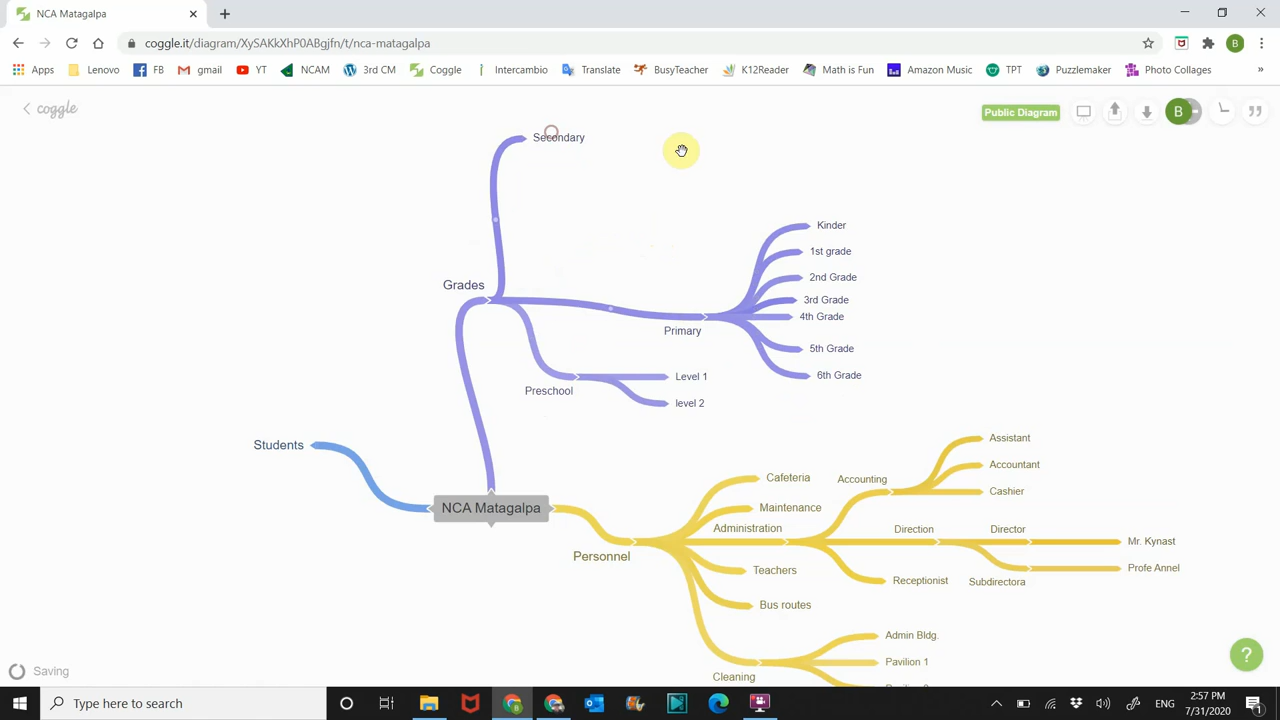 NCA Matagalpa
coggle.it/diagram/XySAKkXhP0ABgjfn/t/nca-matagalpa
B
Apps
Lenovo
FB
gmail
YT
NCAM
3rd CM
Coggle
Intercambio
Translate
BusyTeacher
K12Reader
Math is Fun
Amazon Music
TPT
Puzzlemaker
Photo Collages
»
coggle
Public Diagram
B
Secondary
Kinder
1st grade
2nd Grade
3rd Grade
4th Grade
5th Grade
6th Grade
Grades
Primary
Preschool
Level 1
level 2
Students
NCA Matagalpa
Personnel
Cafeteria
Maintenance
Administration
Teachers
Bus routes
Cleaning
Accounting
Direction
Receptionist
Assistant
Accountant
Cashier
Director
Subdirectora
Mr. Kynast
Profe Annel
Admin Bldg.
Pavilion 1
Saving
?
Type here to search
ENG
2:57 PM
7/31/2020